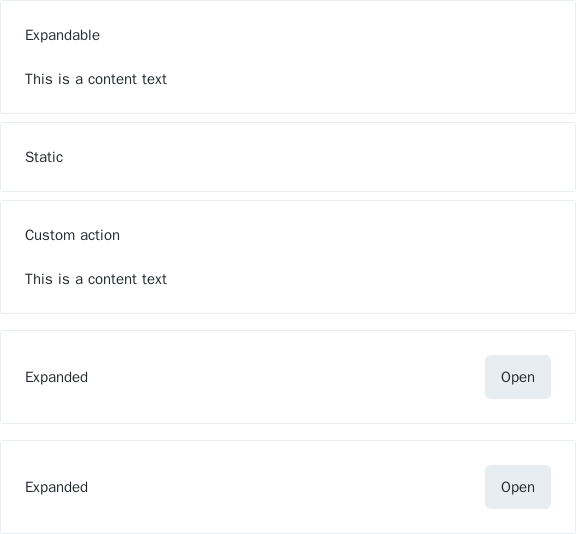 Expandable
This is a content text
Static
Custom action
This is a content text
Expanded Open
Expanded Open